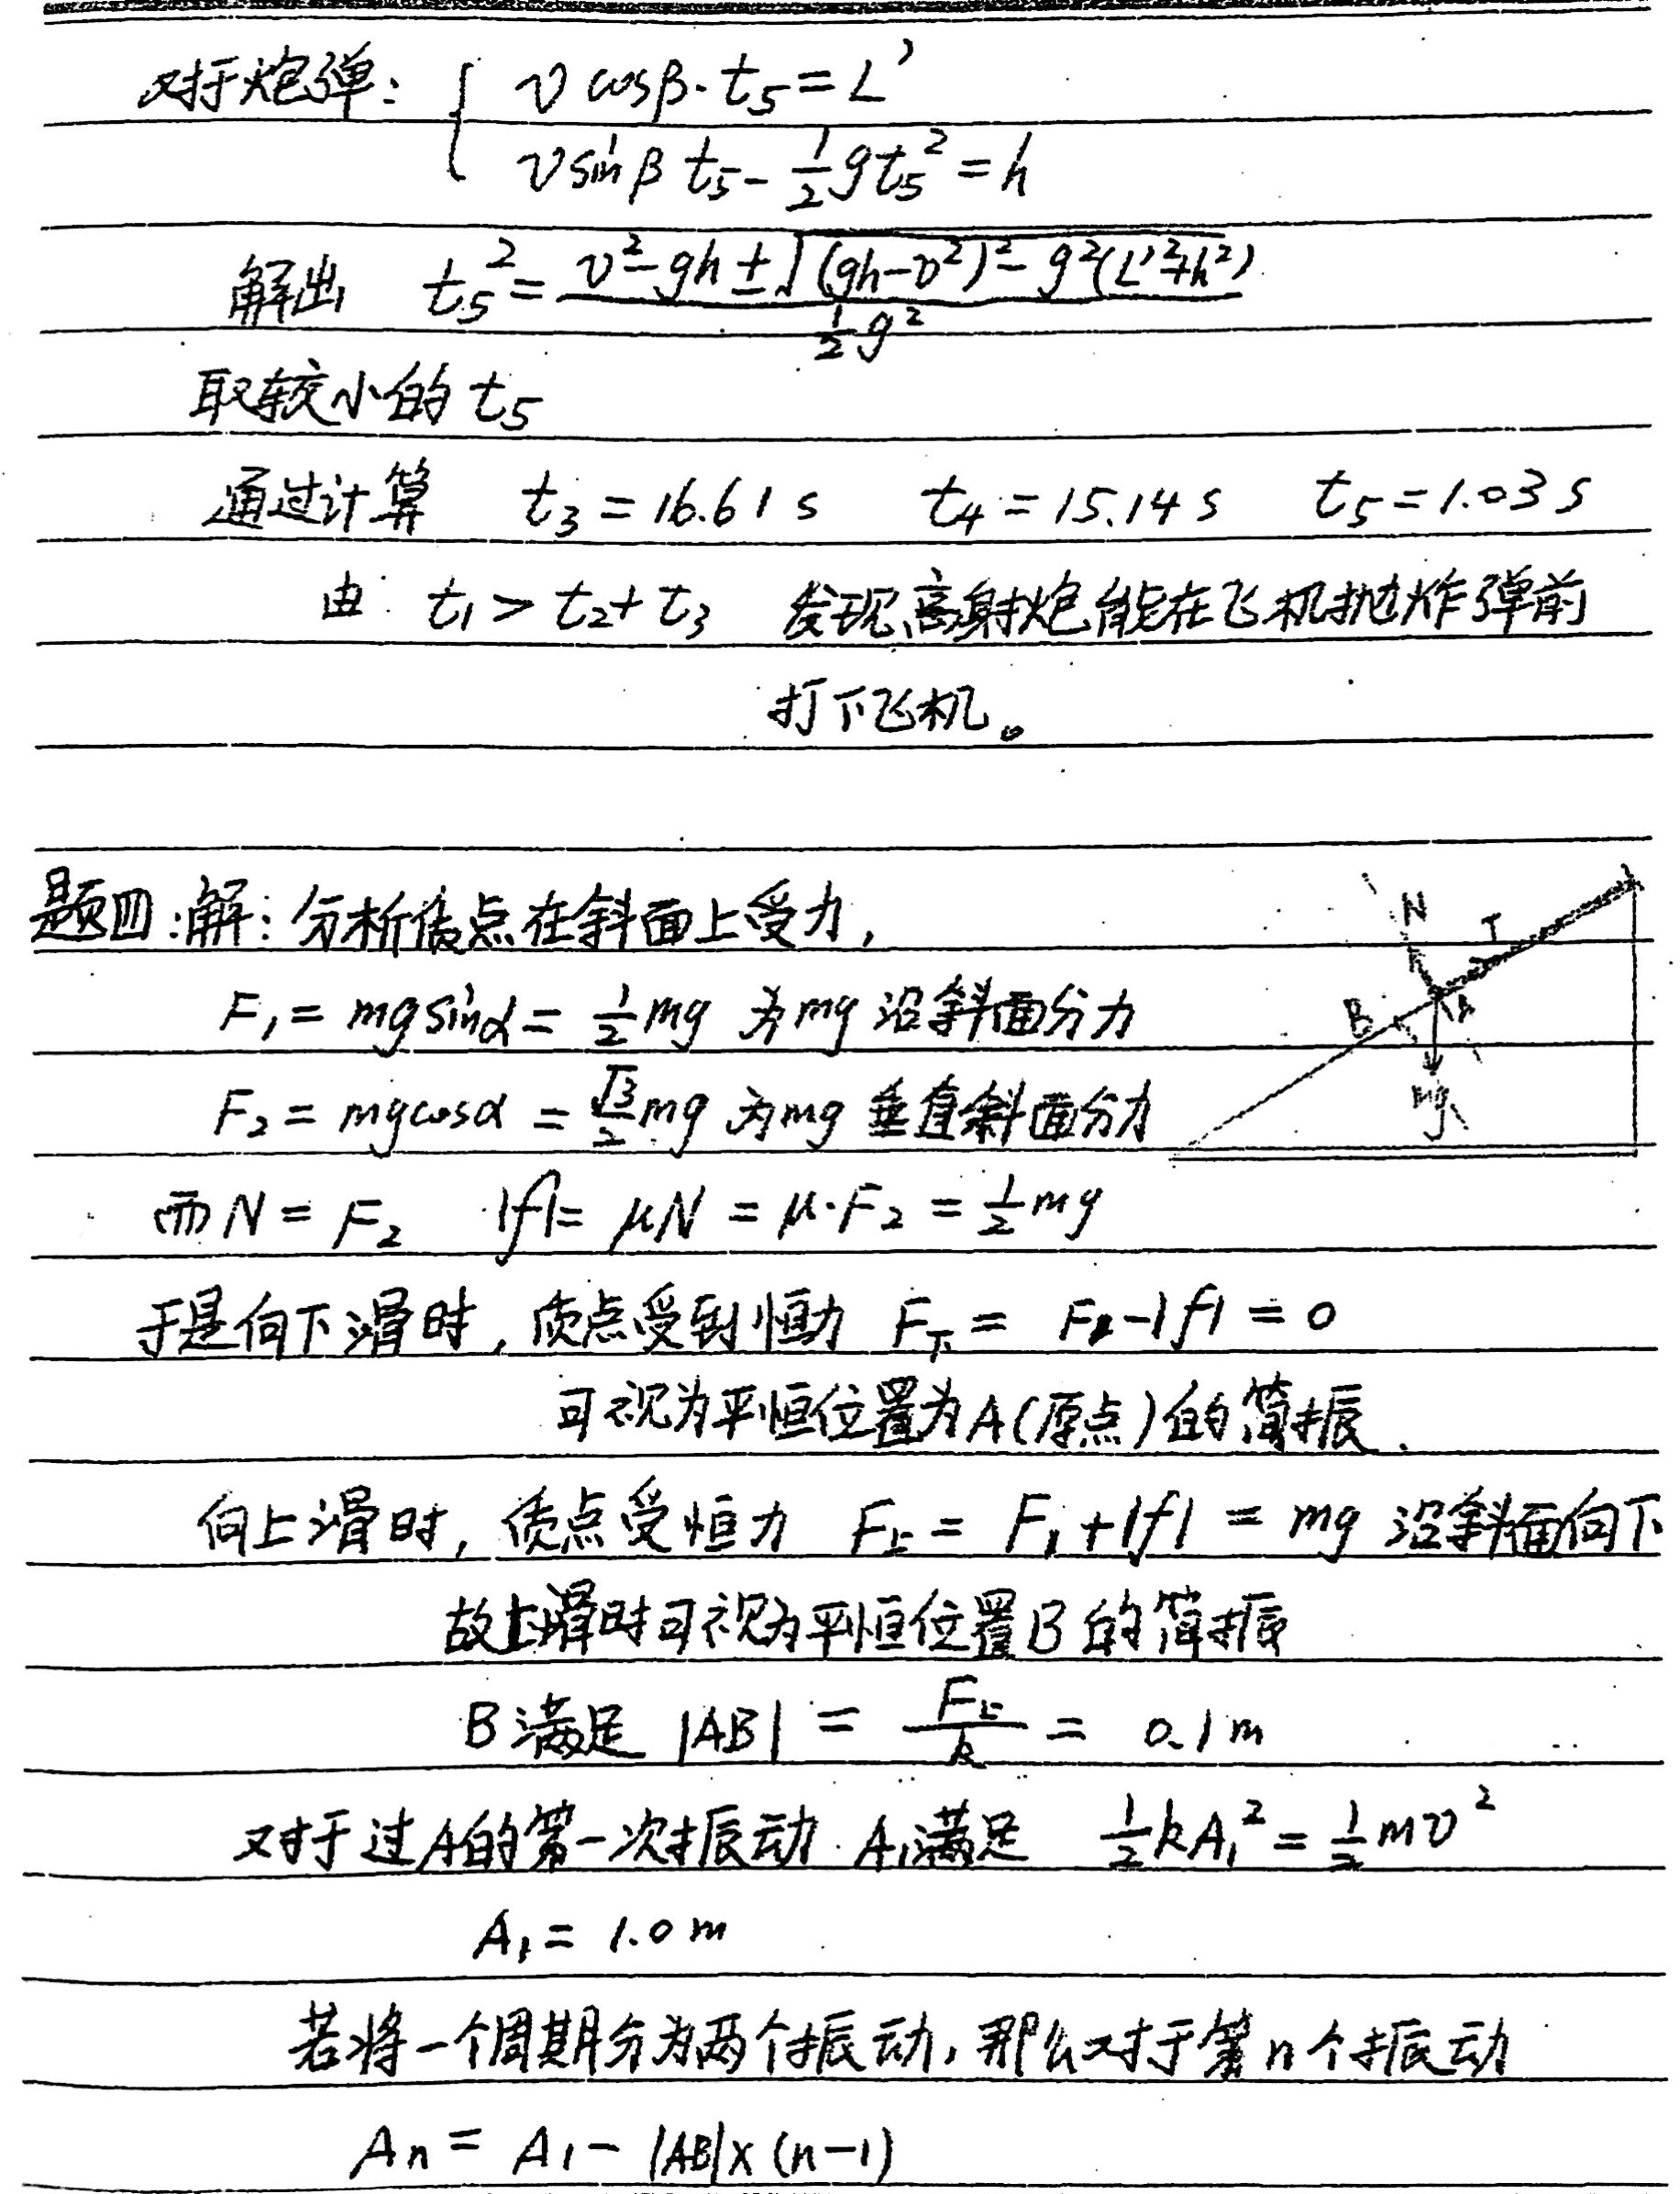 对于炮弹: { v cosβ·t₅ = L'
v sinβ t₅ - 1/2 g t₅² = h
解出 t₅² = (v² - gh ± √((gh - v²)² - g²(L'² + h²))) / (1/2 g²)
取较小的 t₅
通过计算 t₃ = 16.61 s t₄ = 15.14 s t₅ = 1.03 s
由 t₁ > t₂ + t₃ 发现高射炮能在飞机抛炸弹前
打下飞机。
题四:解: 分析质点在斜面上受力,
N T
F₁ = mg sinα = 1/2 mg 为 mg 沿斜面分力
B A
F₂ = mg cosα = √3/2 mg 为 mg 垂直斜面分力
mg
而 N = F₂ |f| = μN = μ·F₂ = 1/2 mg
于是向下滑时, 质点受到恒力 F下 = F₁ - |f| = 0
可视为平恒位置为A(原点)的简振.
向上滑时, 质点受恒力 F上 = F₁ + |f| = mg 沿斜面向下
故上滑时可视为平恒位置B的简振
B满足 |AB| = F上/k = 0.1 m
对于过A的第一次振动 A₁满足 1/2 kA₁² = 1/2 mv²
A₁ = 1.0 m
若将一个周期分为两个振动, 那么对于第n个振动
An = A₁ - |AB| × (n-1)